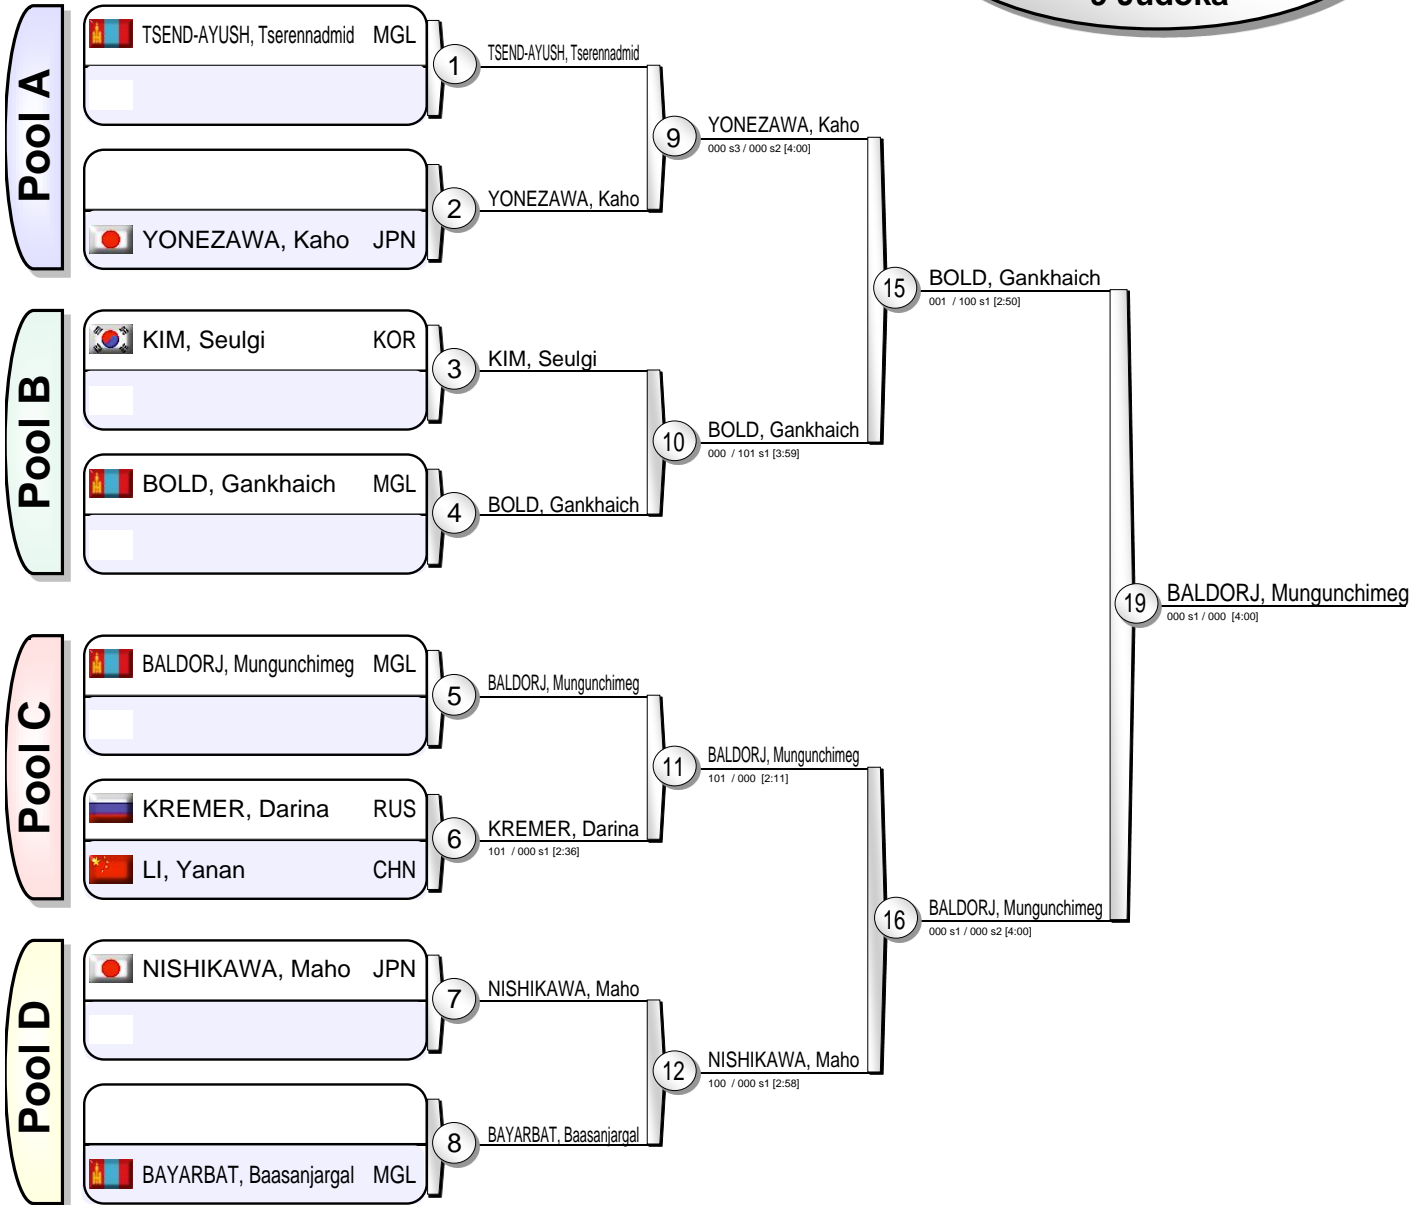 Judoka
Pool A
TSEND-AYUSH, Tserennadmid MGL
1
TSEND-AYUSH, Tserennadmid
YONEZAWA, Kaho JPN
2
YONEZAWA, Kaho
9
YONEZAWA, Kaho
000 s3 / 000 s2 [4:00]
Pool B
KIM, Seulgi KOR
3
KIM, Seulgi
BOLD, Gankhaich MGL
4
BOLD, Gankhaich
10
BOLD, Gankhaich
000 / 101 s1 [3:59]
15
BOLD, Gankhaich
001 / 100 s1 [2:50]
Pool C
BALDORJ, Mungunchimeg MGL
5
BALDORJ, Mungunchimeg
KREMER, Darina RUS
LI, Yanan CHN
6
KREMER, Darina
101 / 000 s1 [2:36]
11
BALDORJ, Mungunchimeg
101 / 000 [2:11]
Pool D
NISHIKAWA, Maho JPN
7
NISHIKAWA, Maho
BAYARBAT, Baasanjargal MGL
8
BAYARBAT, Baasanjargal
12
NISHIKAWA, Maho
100 / 000 s1 [2:58]
16
BALDORJ, Mungunchimeg
000 s1 / 000 s2 [4:00]
19
BALDORJ, Mungunchimeg
000 s1 / 000 [4:00]